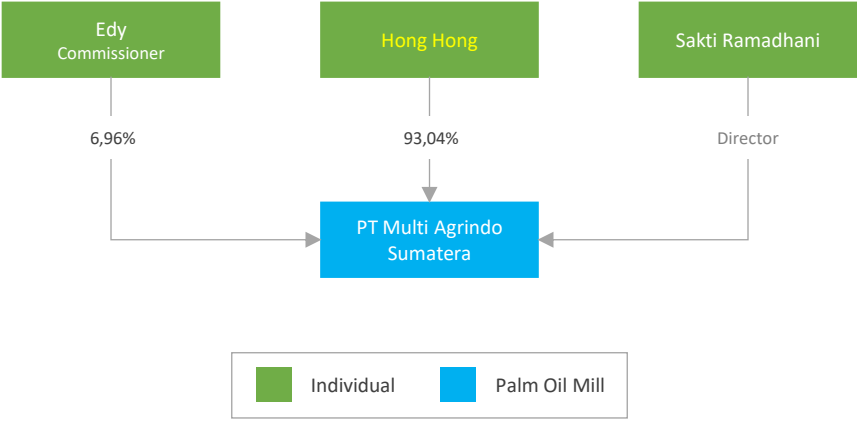 Edy
Commissioner
Hong Hong
Sakti Ramadhani
6,96%
93,04%
Director
PT Multi Agrindo
Sumatera
Individual
Palm Oil Mill